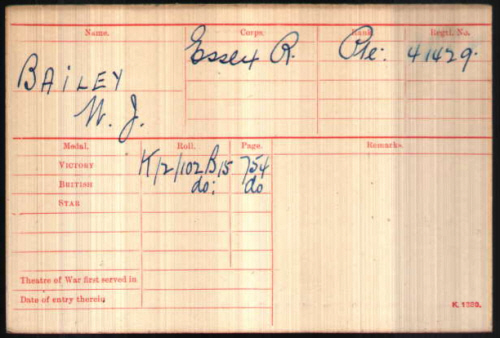 Name. Corps. Rank. Regtl. No.
BAILEY Essex R. Pte: 41429.
W. J.
Medal. Roll. Page. Remarks.
VICTORY K/2/102B15 754
BRITISH do: do
STAR
Theatre of War first served in
Date of entry therein
K. 1380.